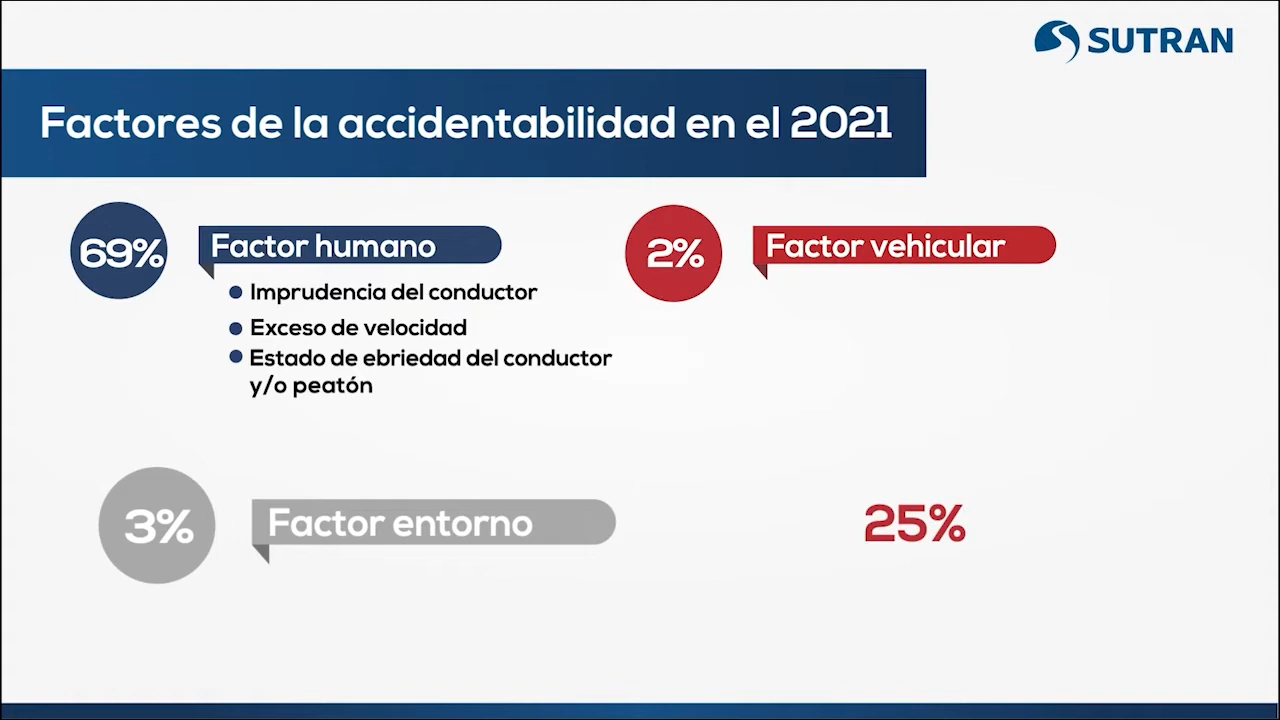 SUTRAN
Factores de la accidentabilidad en el 2021
69%
Factor humano
Imprudencia del conductor
Exceso de velocidad
Estado de ebriedad del conductor
y/o peatón
2%
Factor vehicular
3%
Factor entorno
25%